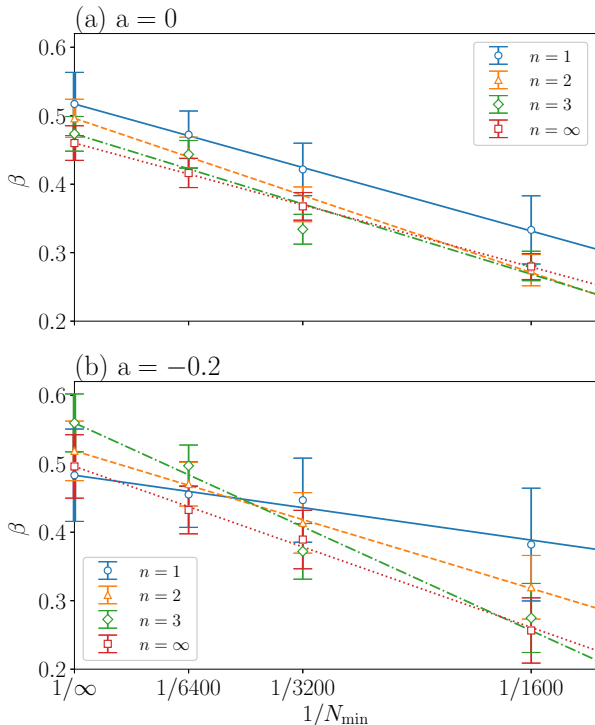 (a) a = 0
0.6
0.5
0.4
0.3
0.2
β
n = 1
n = 2
n = 3
n = ∞
(b) a = −0.2
0.6
0.5
0.4
0.3
0.2
β
n = 1
n = 2
n = 3
n = ∞
1/∞ 1/6400 1/3200 1/1600
1/N_min